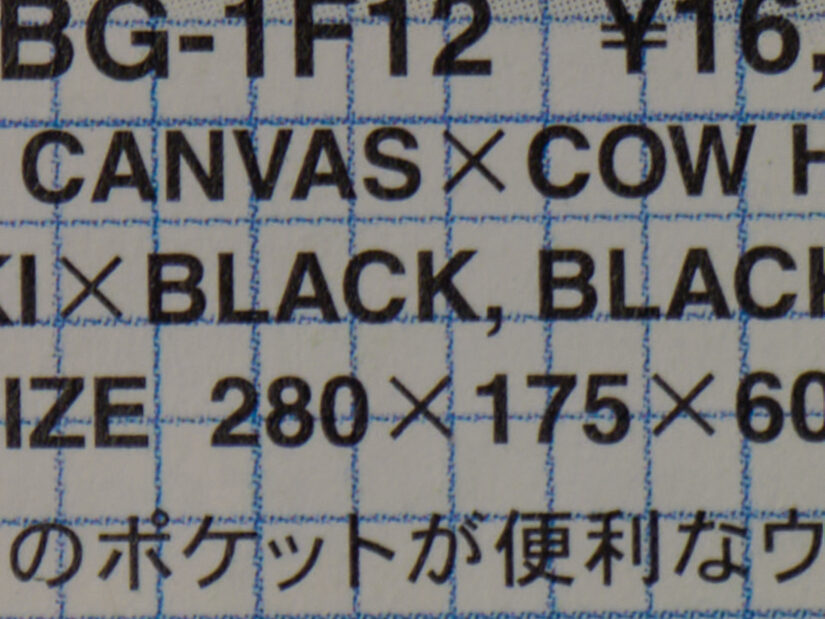 BG-1F12 ¥16,
CANVAS×COW H
KI×BLACK, BLACK
IZE 280×175×60
のポケットが便利なウ